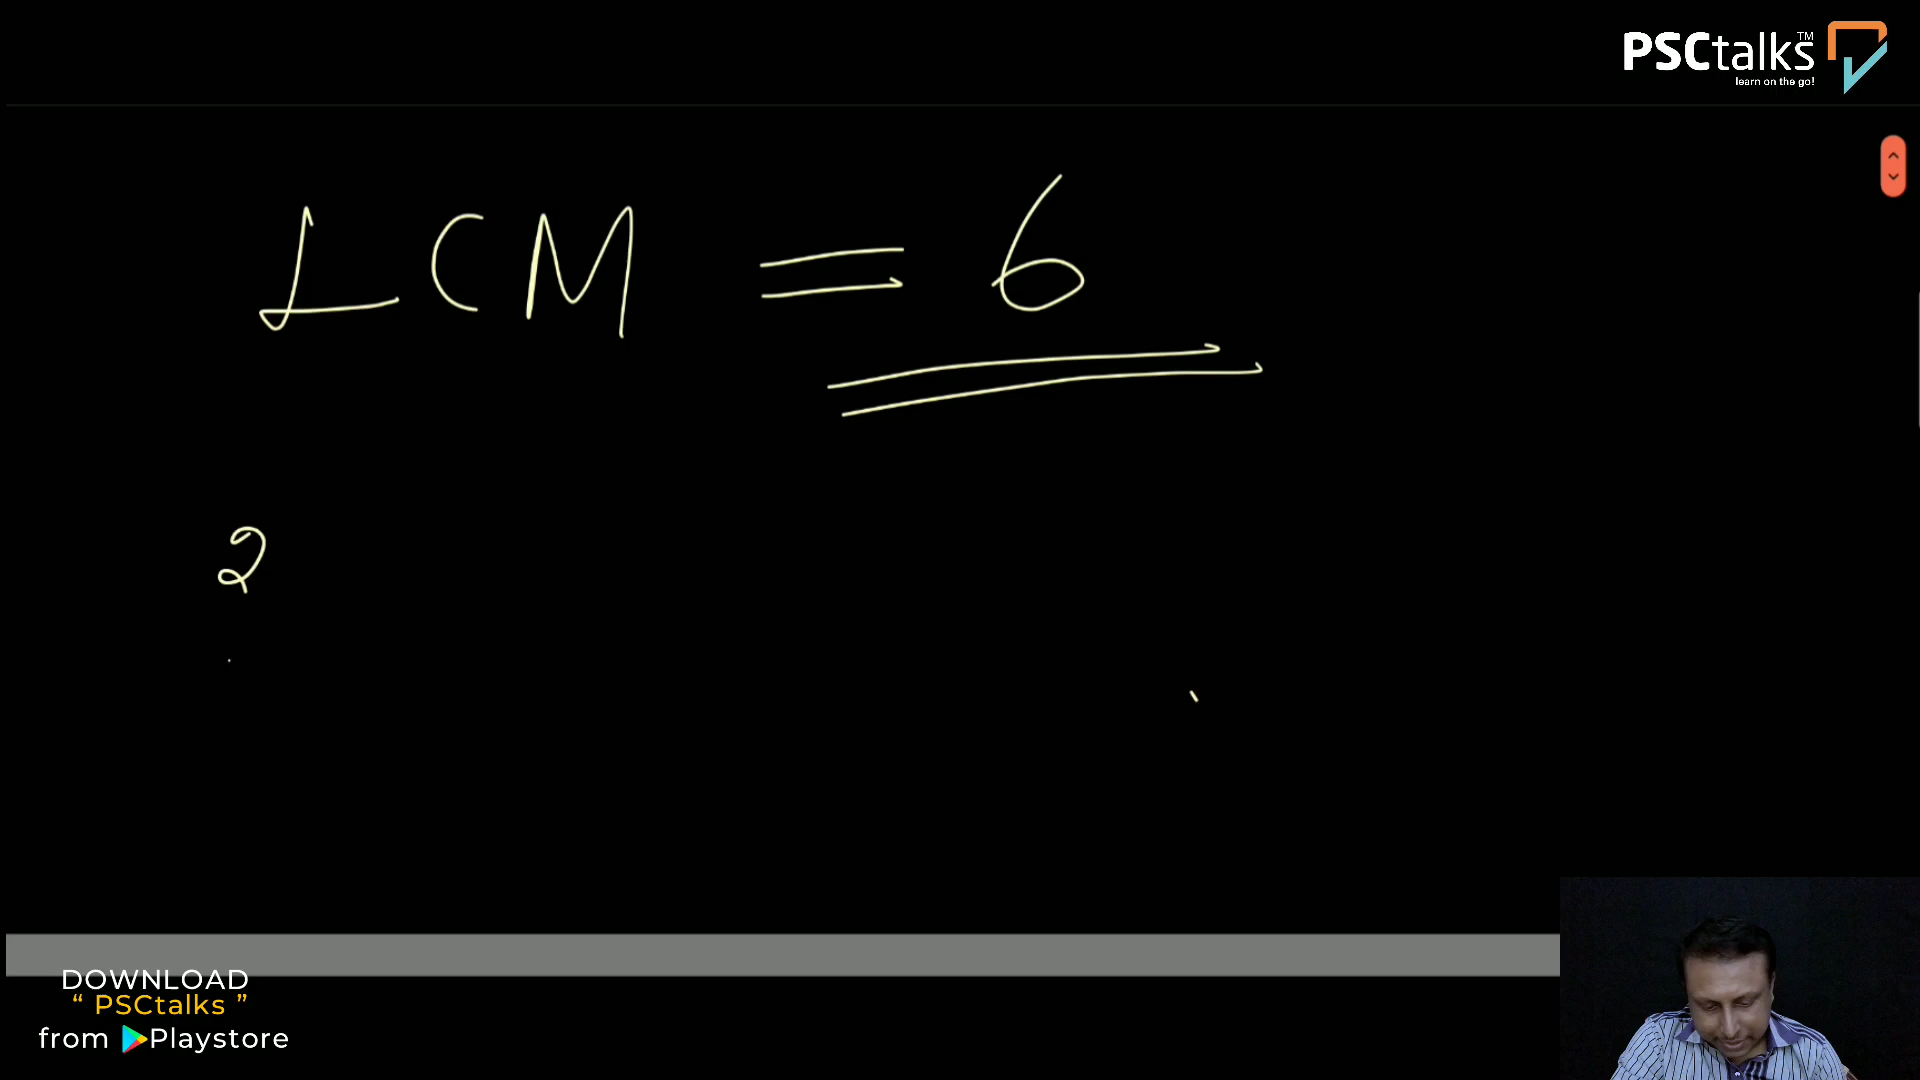 PSCtalks™
learn on the go!
LCM = 6
2
DOWNLOAD
“ PSCtalks ”
from Playstore